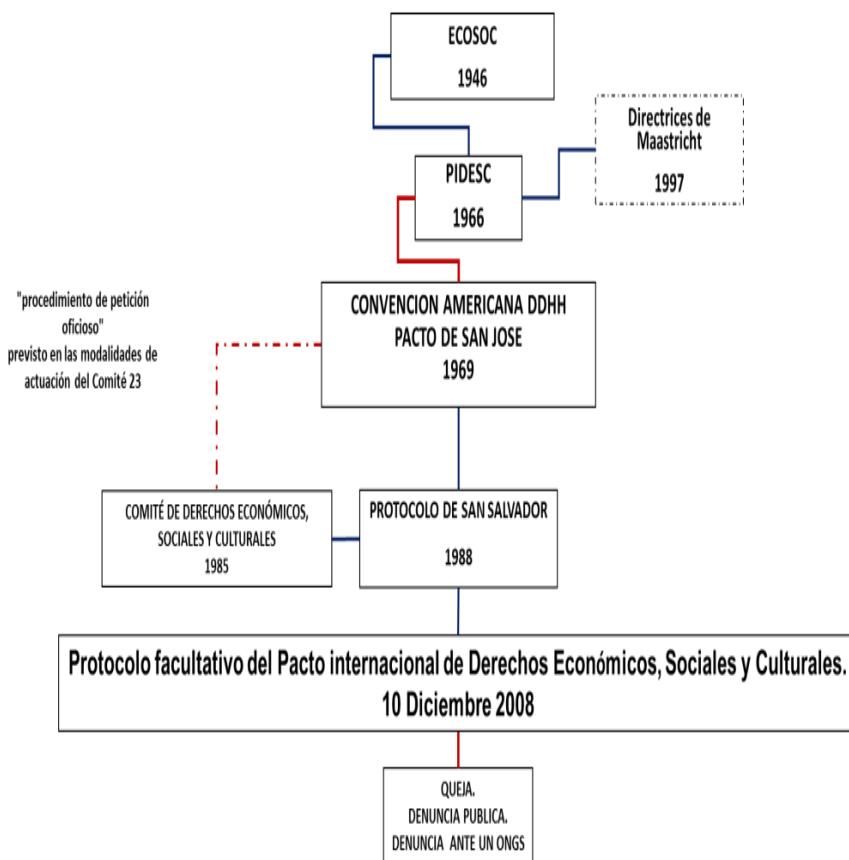 ECOSOC
1946
Directrices de
Maastricht
1997
PIDESC
1966
CONVENCION AMERICANA DDHH
PACTO DE SAN JOSE
1969
"procedimiento de petición
oficioso"
previsto en las modalidades de
actuación del Comité 23
COMITÉ DE DERECHOS ECONÓMICOS,
SOCIALES Y CULTURALES
1985
PROTOCOLO DE SAN SALVADOR
1988
Protocolo facultativo del Pacto internacional de Derechos Económicos, Sociales y Culturales.
10 Diciembre 2008
QUEJA.
DENUNCIA PUBLICA.
DENUNCIA ANTE UN ONGS